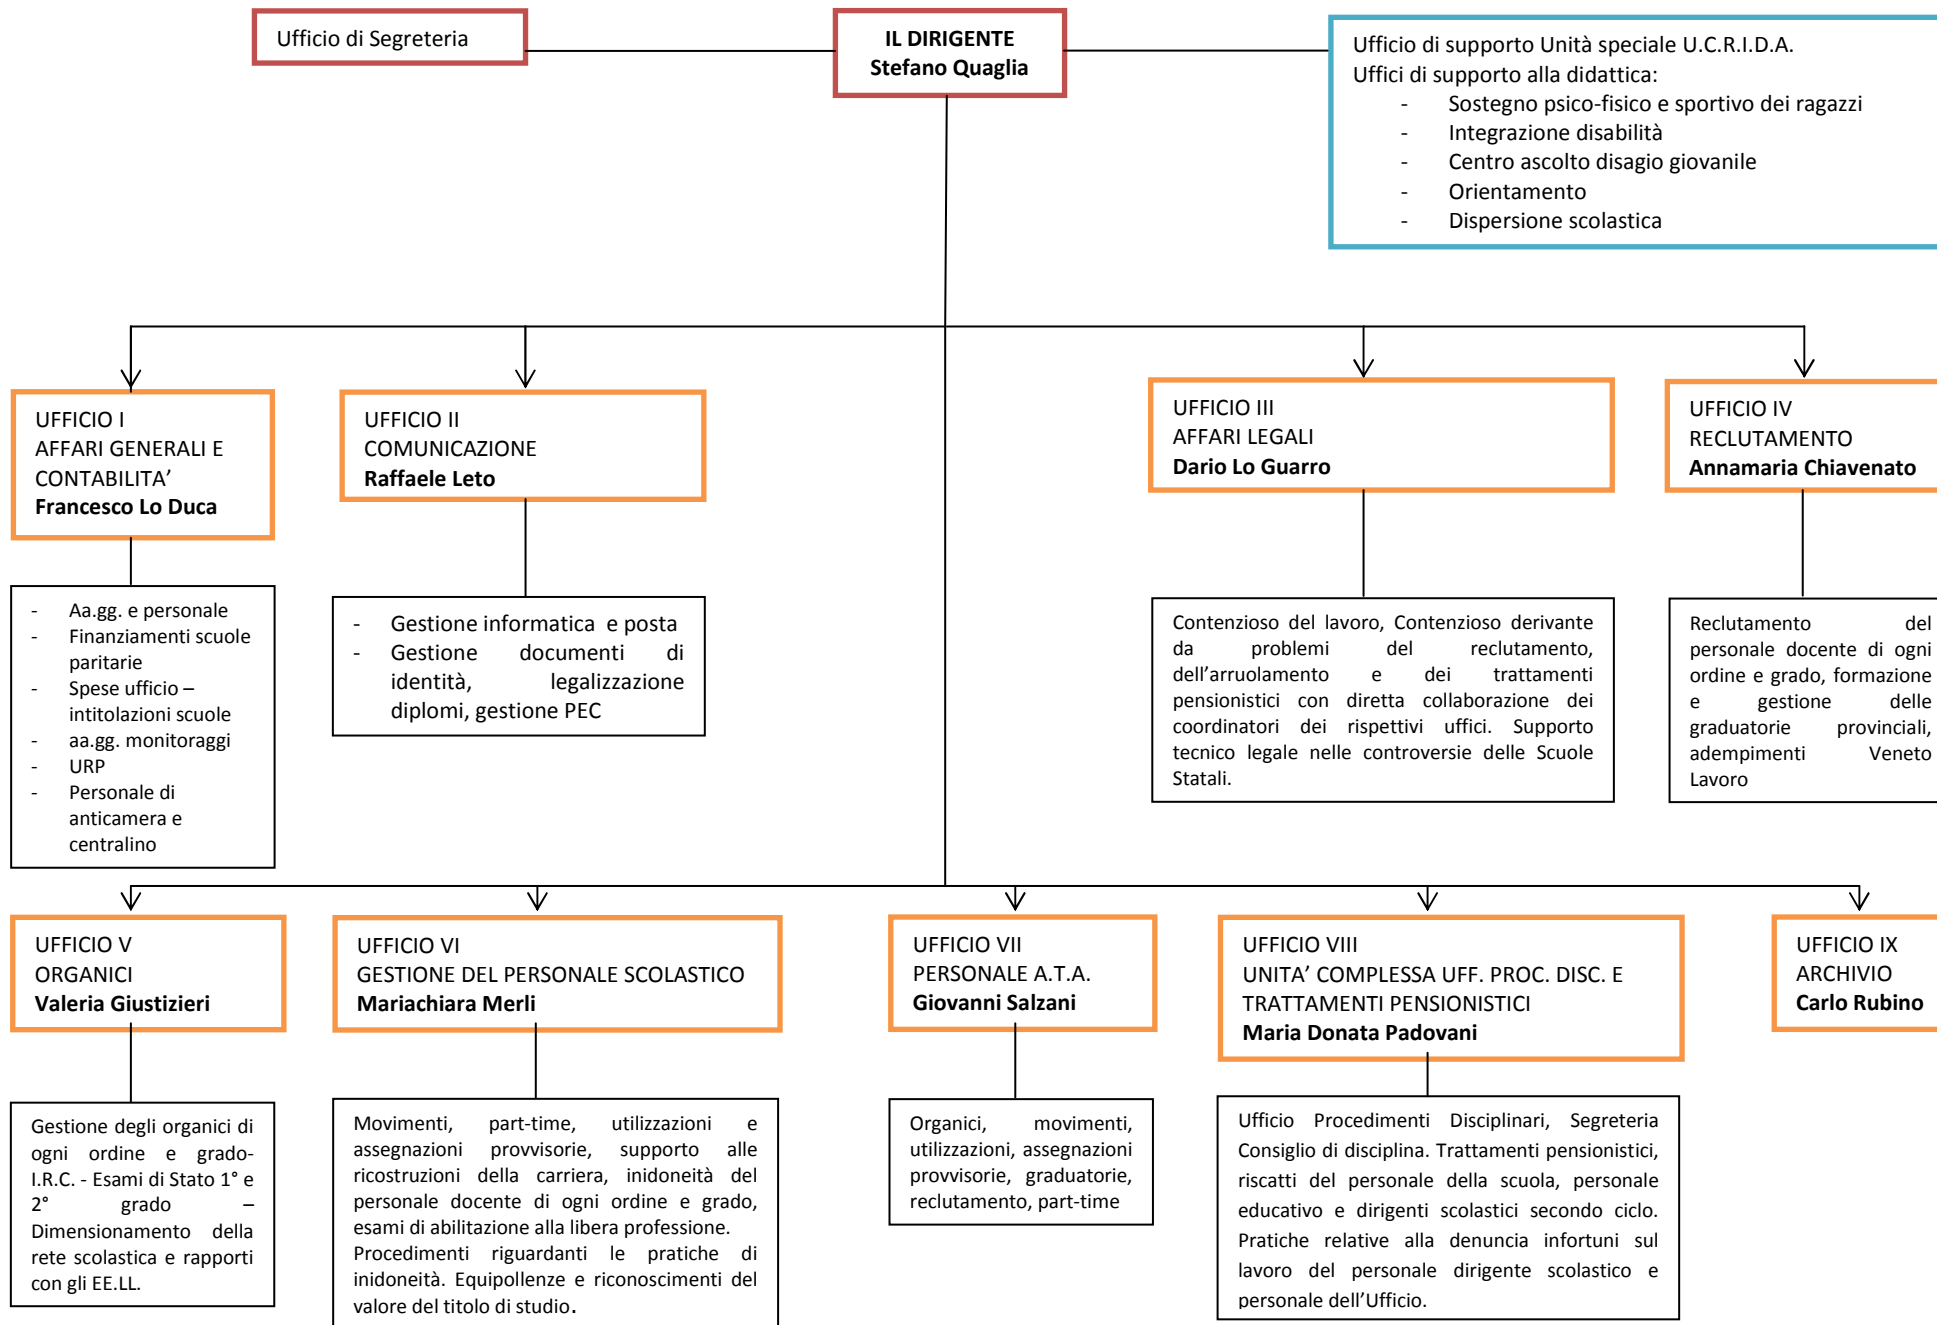 Ufficio di Segreteria
IL DIRIGENTE
Stefano Quaglia
Ufficio di supporto Unità speciale U.C.R.I.D.A.
Uffici di supporto alla didattica:
- Sostegno psico-fisico e sportivo dei ragazzi
- Integrazione disabilità
- Centro ascolto disagio giovanile
- Orientamento
- Dispersione scolastica
UFFICIO I
AFFARI GENERALI E
CONTABILITA’
Francesco Lo Duca
UFFICIO II
COMUNICAZIONE
Raffaele Leto
UFFICIO III
AFFARI LEGALI
Dario Lo Guarro
UFFICIO IV
RECLUTAMENTO
Annamaria Chiavenato
- Aa.gg. e personale
- Finanziamenti scuole
paritarie
- Spese ufficio –
intitolazioni scuole
- aa.gg. monitoraggi
- URP
- Personale di
anticamera e
centralino
- Gestione informatica e posta
- Gestione documenti di
identità, legalizzazione
diplomi, gestione PEC
Contenzioso del lavoro, Contenzioso derivante
da problemi del reclutamento,
dell’arruolamento e dei trattamenti
pensionistici con diretta collaborazione dei
coordinatori dei rispettivi uffici. Supporto
tecnico legale nelle controversie delle Scuole
Statali.
Reclutamento del
personale docente di ogni
ordine e grado, formazione
e gestione delle
graduatorie provinciali,
adempimenti Veneto
Lavoro
UFFICIO V
ORGANICI
Valeria Giustizieri
UFFICIO VI
GESTIONE DEL PERSONALE SCOLASTICO
Mariachiara Merli
UFFICIO VII
PERSONALE A.T.A.
Giovanni Salzani
UFFICIO VIII
UNITA’ COMPLESSA UFF. PROC. DISC. E
TRATTAMENTI PENSIONISTICI
Maria Donata Padovani
UFFICIO IX
ARCHIVIO
Carlo Rubino
Gestione degli organici di
ogni ordine e grado-
I.R.C. - Esami di Stato 1° e
2° grado –
Dimensionamento della
rete scolastica e rapporti
con gli EE.LL.
Movimenti, part-time, utilizzazioni e
assegnazioni provvisorie, supporto alle
ricostruzioni della carriera, inidoneità del
personale docente di ogni ordine e grado,
esami di abilitazione alla libera professione.
Procedimenti riguardanti le pratiche di
inidoneità. Equipollenze e riconoscimenti del
valore del titolo di studio.
Organici, movimenti,
utilizzazioni, assegnazioni
provvisorie, graduatorie,
reclutamento, part-time
Ufficio Procedimenti Disciplinari, Segreteria
Consiglio di disciplina. Trattamenti pensionistici,
riscatti del personale della scuola, personale
educativo e dirigenti scolastici secondo ciclo.
Pratiche relative alla denuncia infortuni sul
lavoro del personale dirigente scolastico e
personale dell’Ufficio.